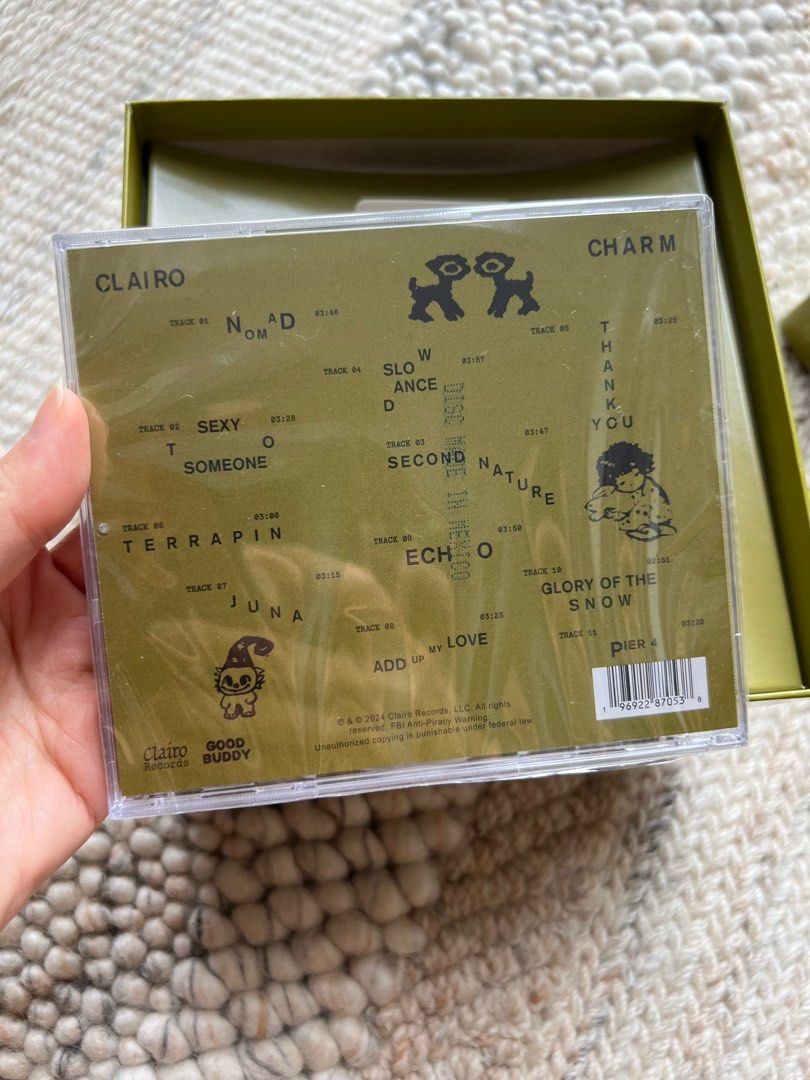 CLAIRO
CHARM
TRACK 01 NOMAD 03:46
TRACK 05 THANK YOU 03:25
TRACK 04 SLOW DANCE 03:57
TRACK 02 SEXY TO SOMEONE 03:28
TRACK 03 SECOND NATURE 03:47
DISC MADE IN MEXICO
TRACK 06 TERRAPIN 03:00
TRACK 09 ECHO 03:50
TRACK 10 GLORY OF THE SNOW 02:51
TRACK 07 JUNA 03:15
TRACK 08 ADD UP MY LOVE 03:25
TRACK 11 PIER 4 03:25
1 96922 87053 8
℗ & © 2024 Clairo Records, LLC. All rights
reserved. FBI Anti-Piracy Warning:
Unauthorized copying is punishable under federal law.
Clairo
Records
GOOD
BUDDY